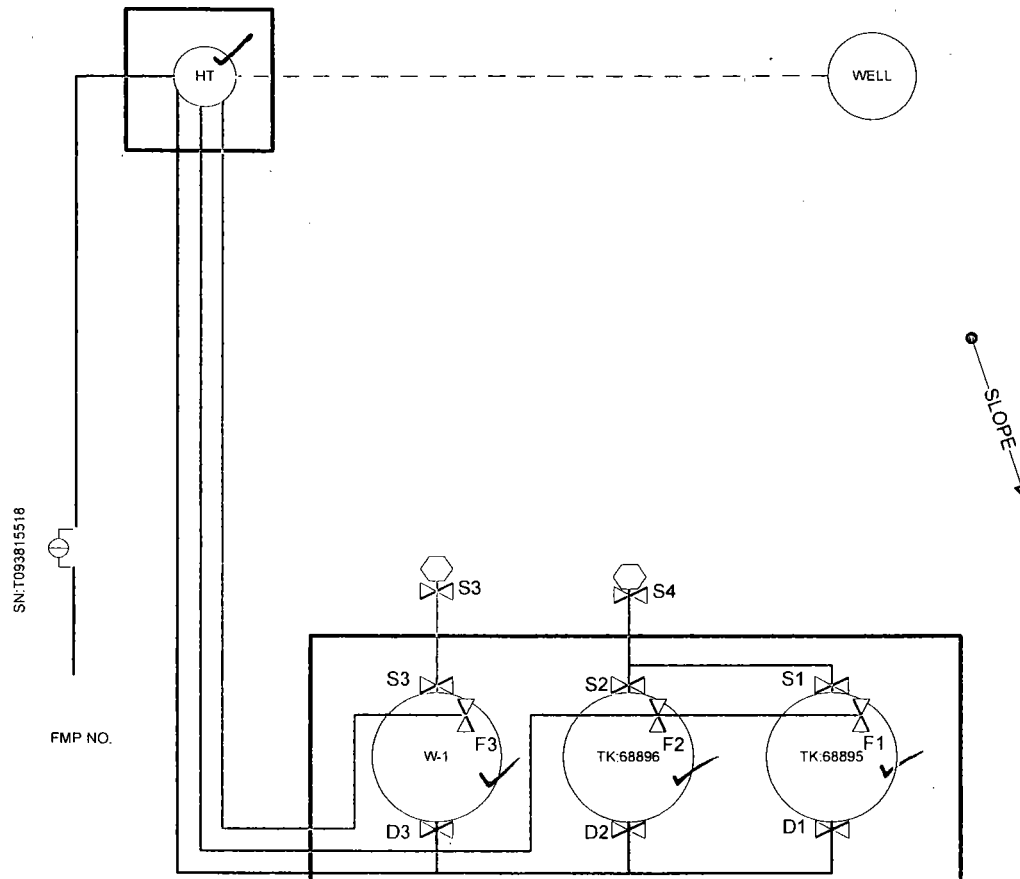 HT
WELL
SLOPE
SN:T093815518
S3
S4
S3
S2
S1
FMP NO.
W-1
F3
TK:68896
F2
TK:68895
F1
D3
D2
D1